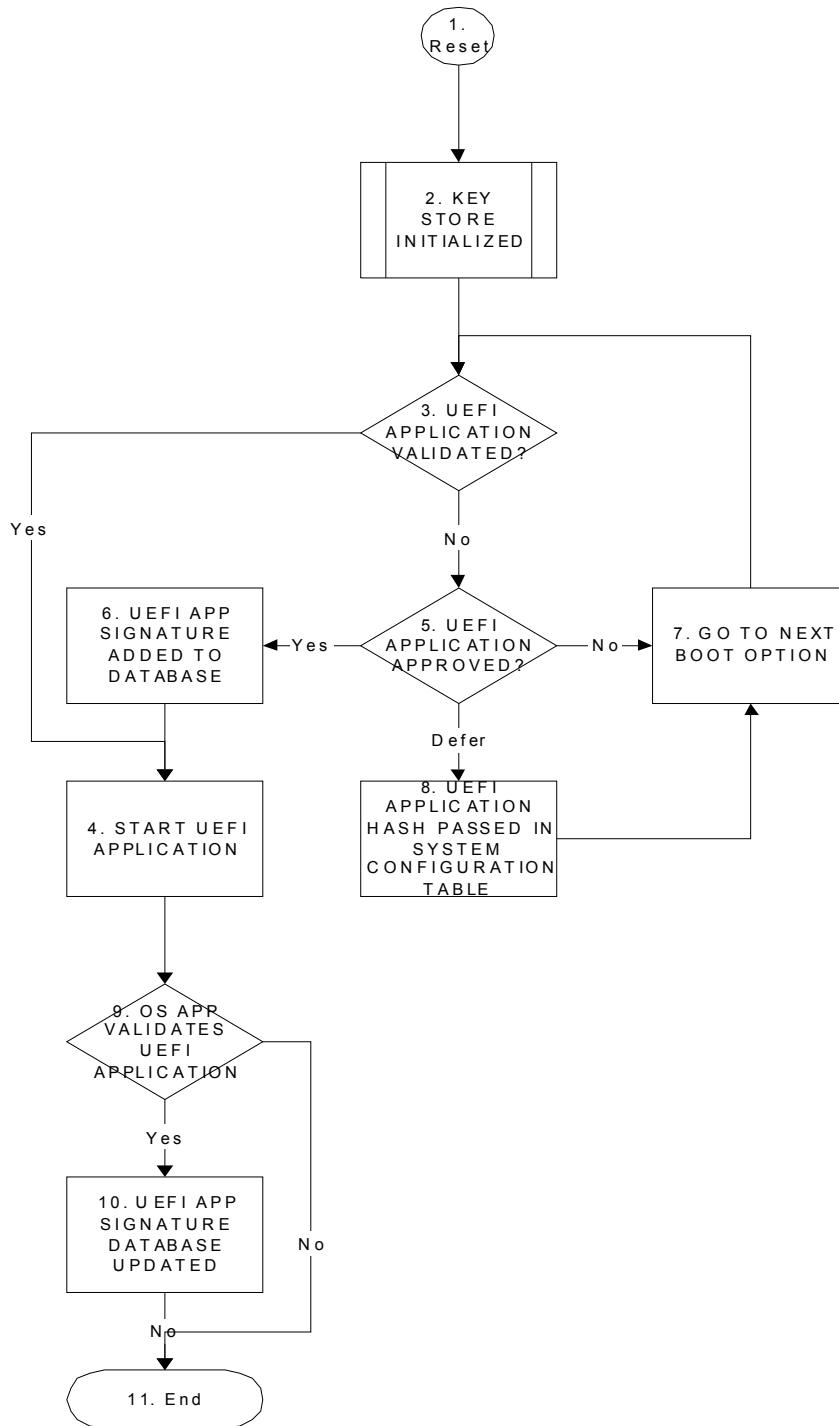 1.
Reset
2. KEY
STORE
INITIALIZED
3. UEFI
APPLICATION
VALIDATED?
Yes
No
6. UEFI APP
SIGNATURE
ADDED TO
DATABASE
Yes
5. UEFI
APPLICATION
APPROVED?
No
7. GO TO NEXT
BOOT OPTION
Defer
4. START UEFI
APPLICATION
8. UEFI
APPLICATION
HASH PASSED IN
SYSTEM
CONFIGURATION
TABLE
9. OS APP
VALIDATES
UEFI
APPLICATION
Yes
10. UEFI APP
SIGNATURE
DATABASE
UPDATED
No
No
11. End